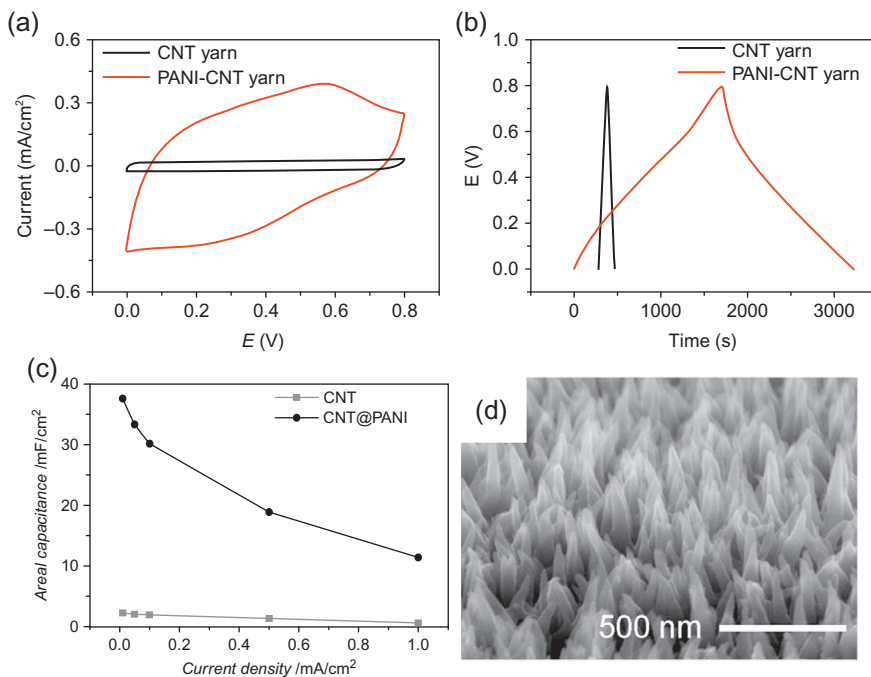 (a)
CNT yarn
PANI-CNT yarn
Current (mA/cm²)
0.6
0.3
0.0
–0.3
–0.6
0.0 0.2 0.4 0.6 0.8
E (V)
(b)
CNT yarn
PANI-CNT yarn
E (V)
1.0
0.8
0.6
0.4
0.2
0.0
0 1000 2000 3000
Time (s)
(c)
CNT
CNT@PANI
Areal capacitance /mF/cm²
40
30
20
10
0
0.0 0.2 0.4 0.6 0.8 1.0
Current density /mA/cm²
(d)
500 nm